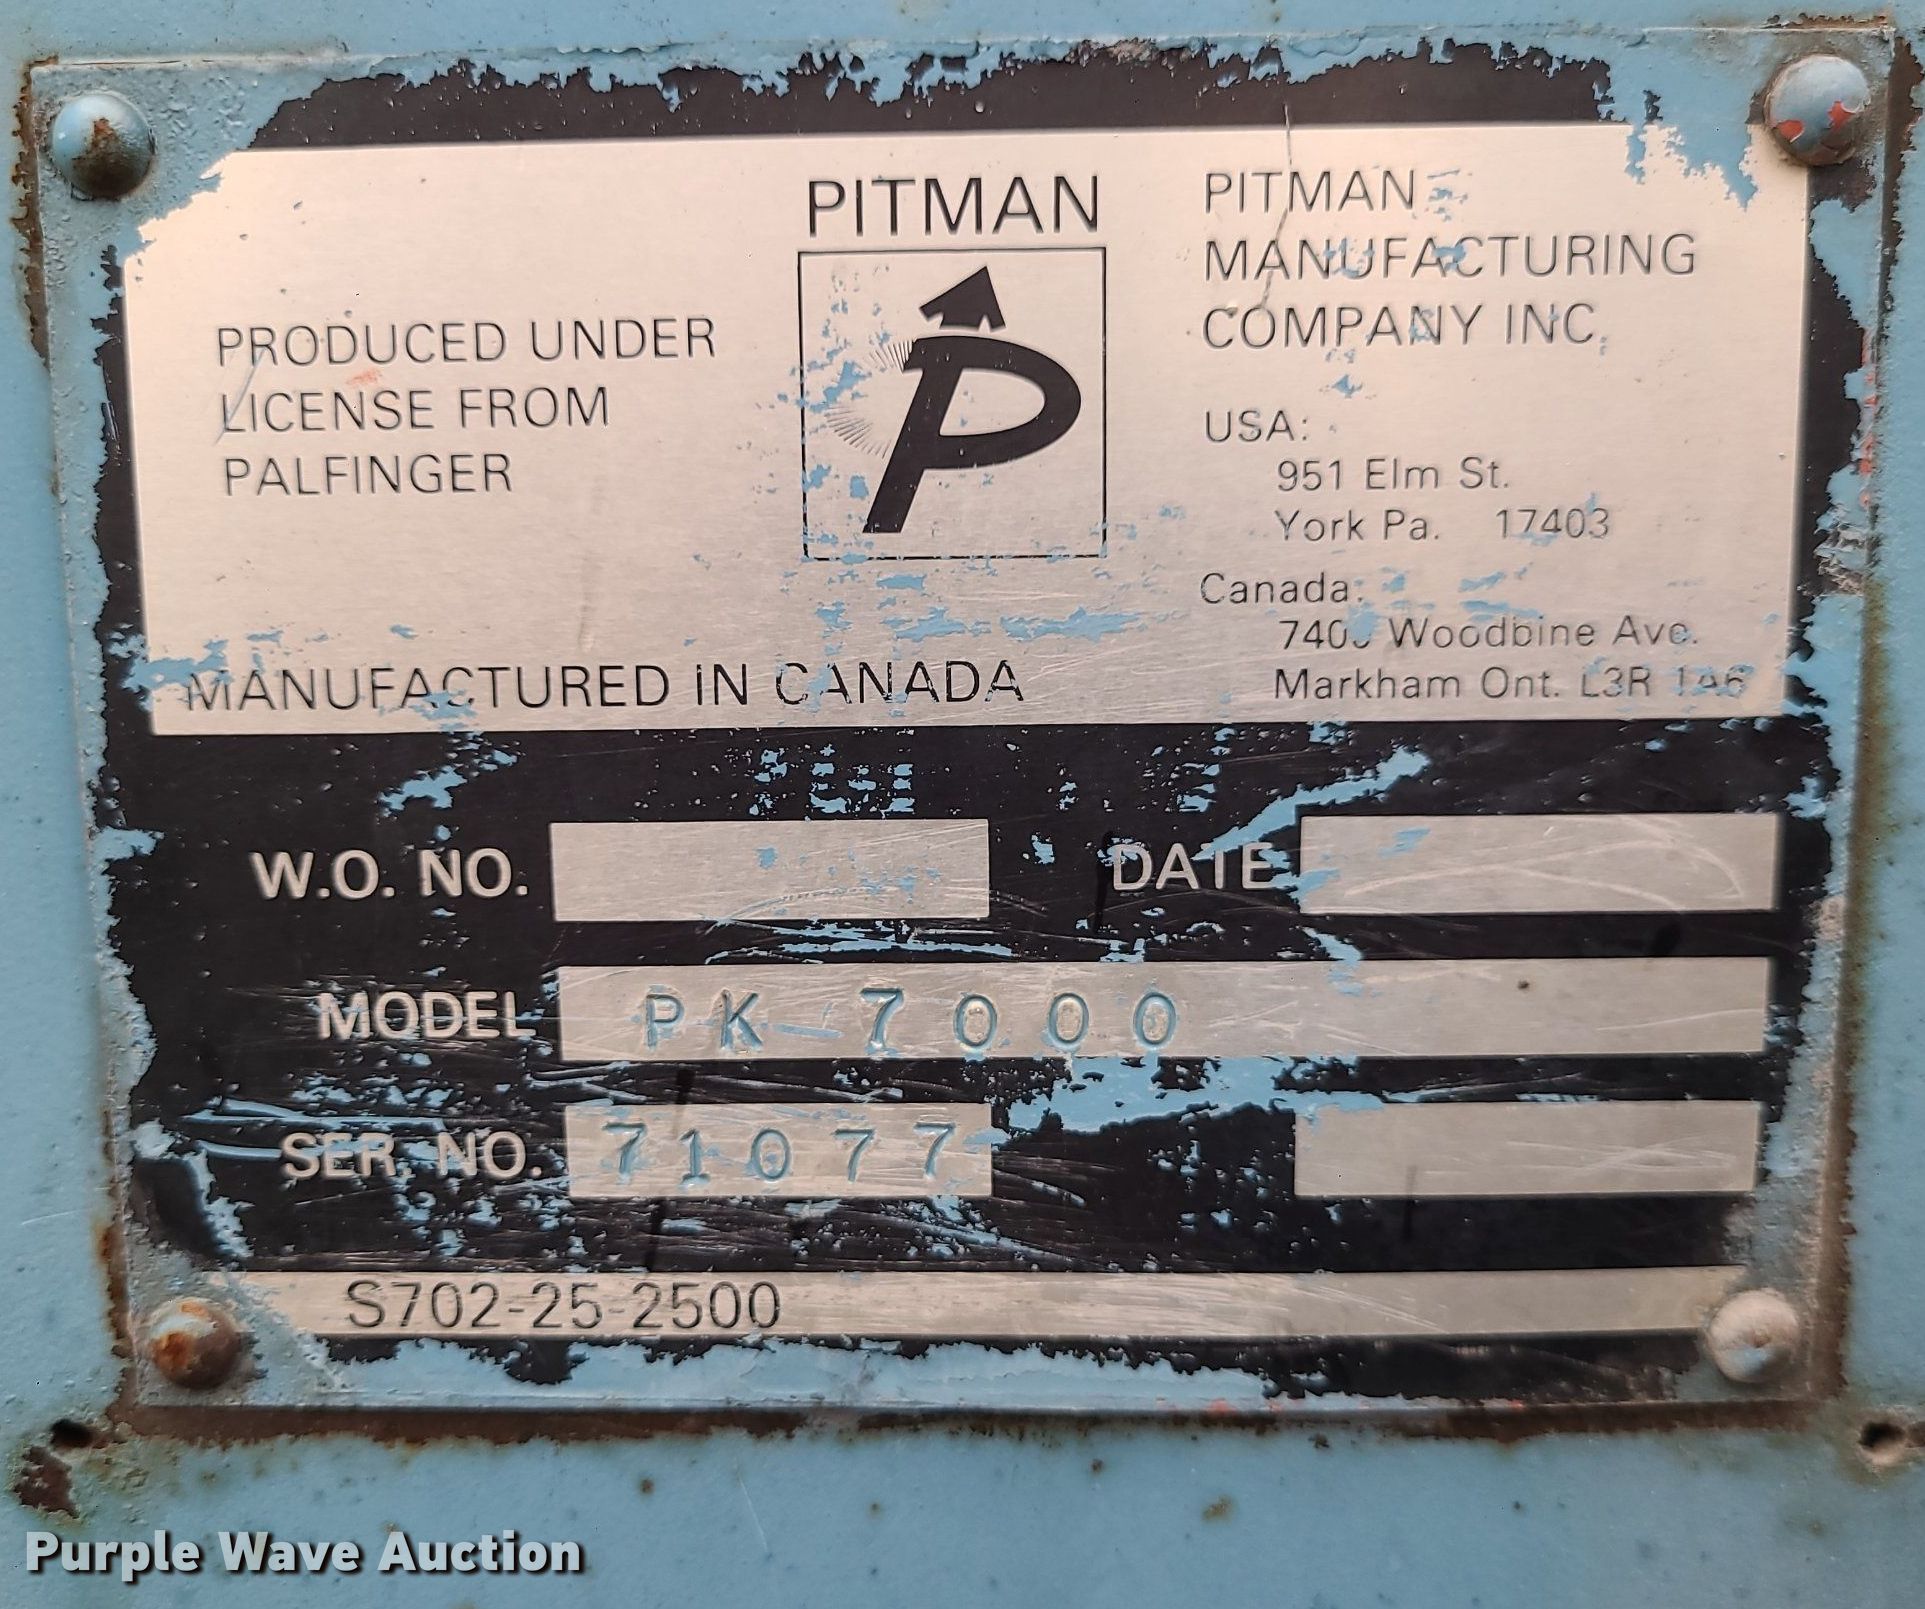 PITMAN
PRODUCED UNDER
LICENSE FROM
PALFINGER
MANUFACTURED IN CANADA
PITMAN
MANUFACTURING
COMPANY INC.
USA:
951 Elm St.
York Pa. 17403
Canada:
Woodbine Ave.
Markham Ont. L3R 1A6
W.O. NO.
DATE
MODEL PK-7000
SER. NO. 71077
S702-25-2500
Purple Wave Auction